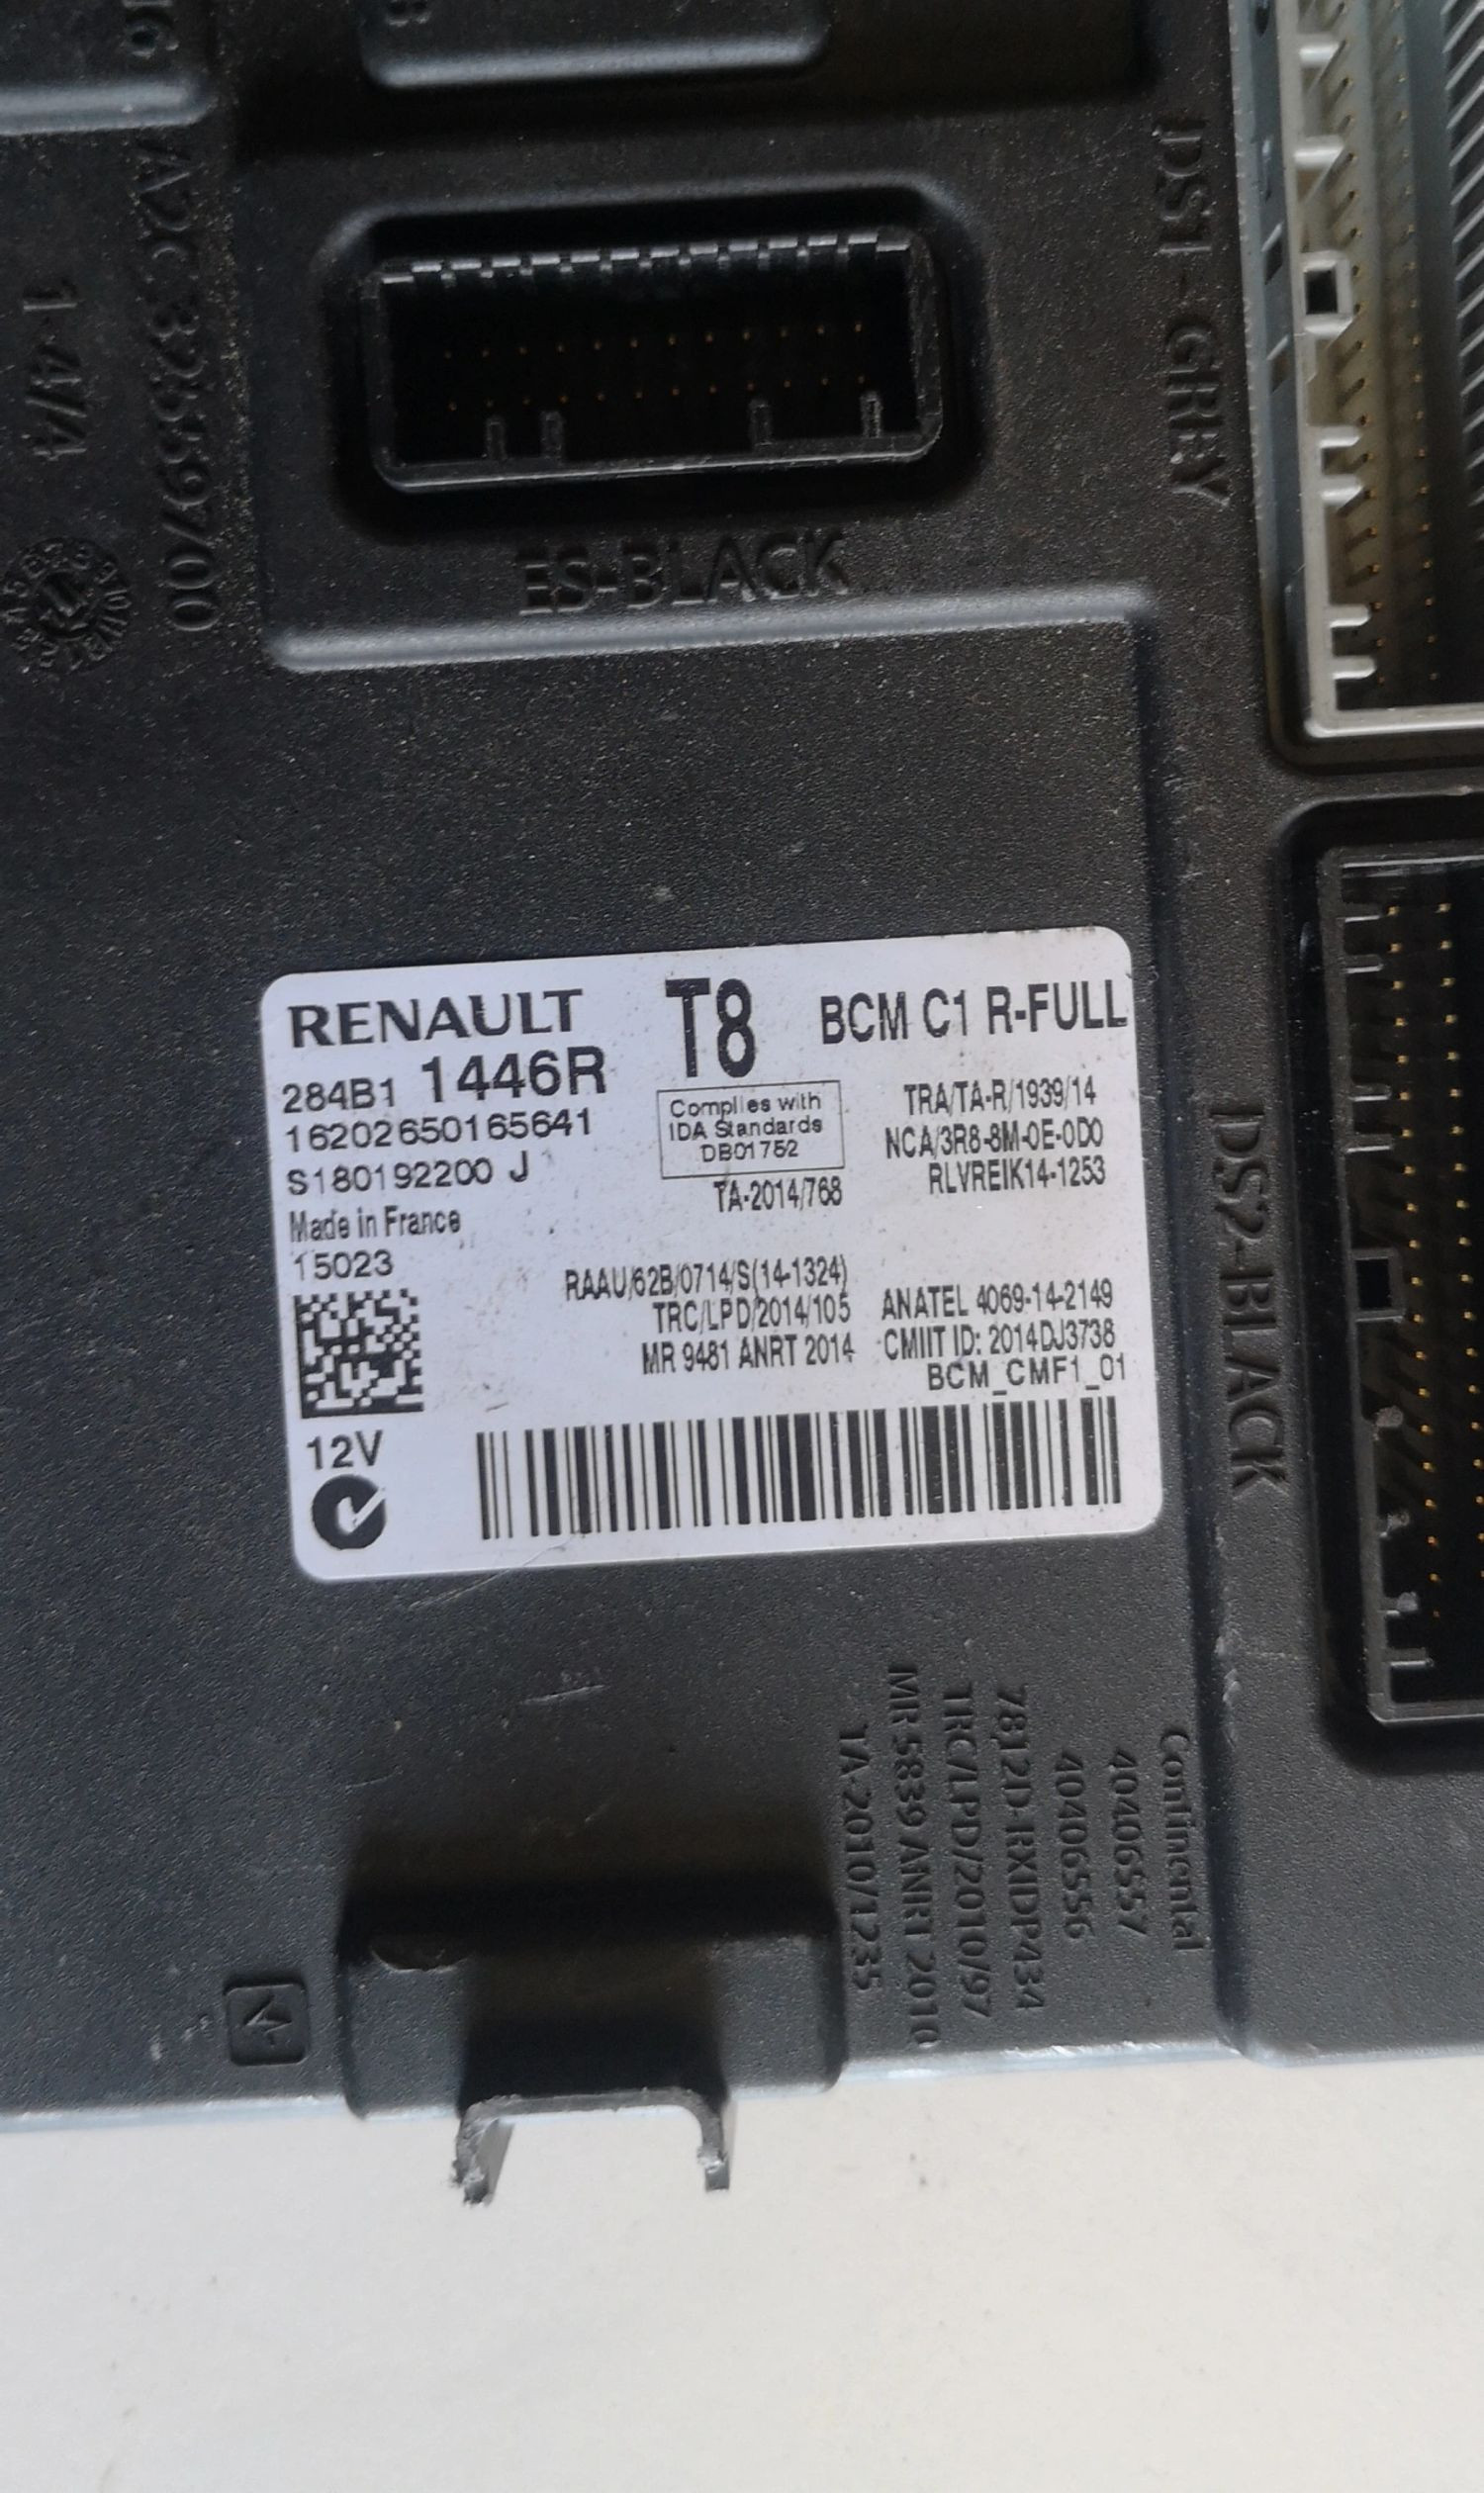 ES-BLACK
DS1-GREY
1-4/A
RENAULT T8 BCM C1 R-FULL
284B1 1446R
16202650165641
S180192200 J
Made in France
15023
12V
Complies with
IDA Standards
DB01752
TA-2014/768
TRA/TA-R/1939/14
NCA/3R8-8M-0E-0D0
RLVREIK14-1253
RAAU/62B/0714/S(14-1324)
TRC/LPD/2014/105
MR 9481 ANRT 2014
ANATEL 4069-14-2149
CMIIT ID: 2014DJ3738
BCM_CMF1_01
DS2-BLACK
Continental
40406557
40406556
7812D-RXIDP434
TRC/LPD/2010/97
MR 5839 ANRT 2010
TA-2010/1235